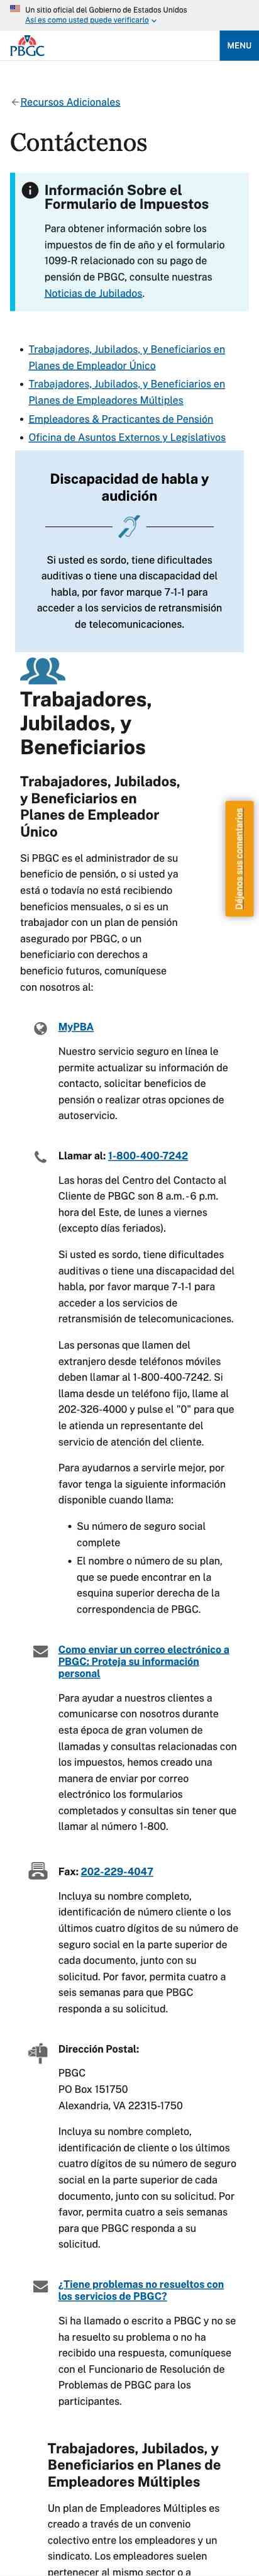 Un sitio oficial del Gobierno de Estados Unidos
Así es como usted puede verificarlo
PBGC
MENU
Recursos Adicionales
Contáctenos
Información Sobre el
Formulario de Impuestos
Para obtener información sobre los
impuestos de fin de año y el formulario
1099-R relacionado con su pago de
pensión de PBGC, consulte nuestras
Noticias de Jubilados.
• Trabajadores, Jubilados, y Beneficiarios en
Planes de Empleador Único
• Trabajadores, Jubilados, y Beneficiarios en
Planes de Empleadores Múltiples
• Empleadores & Practicantes de Pensión
• Oficina de Asuntos Externos y Legislativos
Discapacidad de habla y
audición
Si usted es sordo, tiene dificultades
auditivas o tiene una discapacidad del
habla, por favor marque 7-1-1 para
acceder a los servicios de retransmisión
de telecomunicaciones.
Trabajadores,
Jubilados, y
Beneficiarios
Trabajadores, Jubilados,
y Beneficiarios en
Planes de Empleador
Único
Déjenos sus comentarios
Si PBGC es el administrador de su
beneficio de pensión, o si usted ya
está o todavía no está recibiendo
beneficios mensuales, o si es un
trabajador con un plan de pensión
asegurado por PBGC, o un
beneficiario con derechos a
beneficio futuros, comuníquese
con nosotros al:
MyPBA
Nuestro servicio seguro en línea le
permite actualizar su información de
contacto, solicitar beneficios de
pensión o realizar otras opciones de
autoservicio.
Llamar al: 1-800-400-7242
Las horas del Centro del Contacto al
Cliente de PBGC son 8 a.m. - 6 p.m.
hora del Este, de lunes a viernes
(excepto días feriados).
Si usted es sordo, tiene dificultades
auditivas o tiene una discapacidad del
habla, por favor marque 7-1-1 para
acceder a los servicios de
retransmisión de telecomunicaciones.
Las personas que llamen del
extranjero desde teléfonos móviles
deben llamar al 1-800-400-7242. Si
llama desde un teléfono fijo, llame al
202-326-4000 y pulse el "0" para que
le atienda un representante del
servicio de atención del cliente.
Para ayudarnos a servirle mejor, por
favor tenga la siguiente información
disponible cuando llama:
• Su número de seguro social
complete
• El nombre o número de su plan,
que se puede encontrar en la
esquina superior derecha de la
correspondencia de PBGC.
Como enviar un correo electrónico a
PBGC: Proteja su información
personal
Para ayudar a nuestros clientes a
comunicarse con nosotros durante
esta época de gran volumen de
llamadas y consultas relacionadas con
los impuestos, hemos creado una
manera de enviar por correo
electrónico los formularios
completados y consultas sin tener que
llamar al número 1-800.
Fax: 202-229-4047
Incluya su nombre completo,
identificación de número cliente o los
últimos cuatro dígitos de su número de
seguro social en la parte superior de
cada documento, junto con su
solicitud. Por favor, permita cuatro a
seis semanas para que PBGC
responda a su solicitud.
Dirección Postal:
PBGC
PO Box 151750
Alexandria, VA 22315-1750
Incluya su nombre completo,
identificación de cliente o los últimos
cuatro dígitos de su número de seguro
social en la parte superior de cada
documento, junto con su solicitud. Por
favor, permita cuatro a seis semanas
para que PBGC responda a su
solicitud.
¿Tiene problemas no resueltos con
los servicios de PBGC?
Si ha llamado o escrito a PBGC y no se
ha resuelto su problema o no ha
recibido una respuesta, comuníquese
con el Funcionario de Resolución de
Problemas de PBGC para los
participantes.
Trabajadores, Jubilados, y
Beneficiarios en Planes de
Empleadores Múltiples
Un plan de Empleadores Múltiples es
creado a través de un convenio
colectivo entre los empleadores y un
sindicato. Los empleadores suelen
pertenecer al mismo sector o a